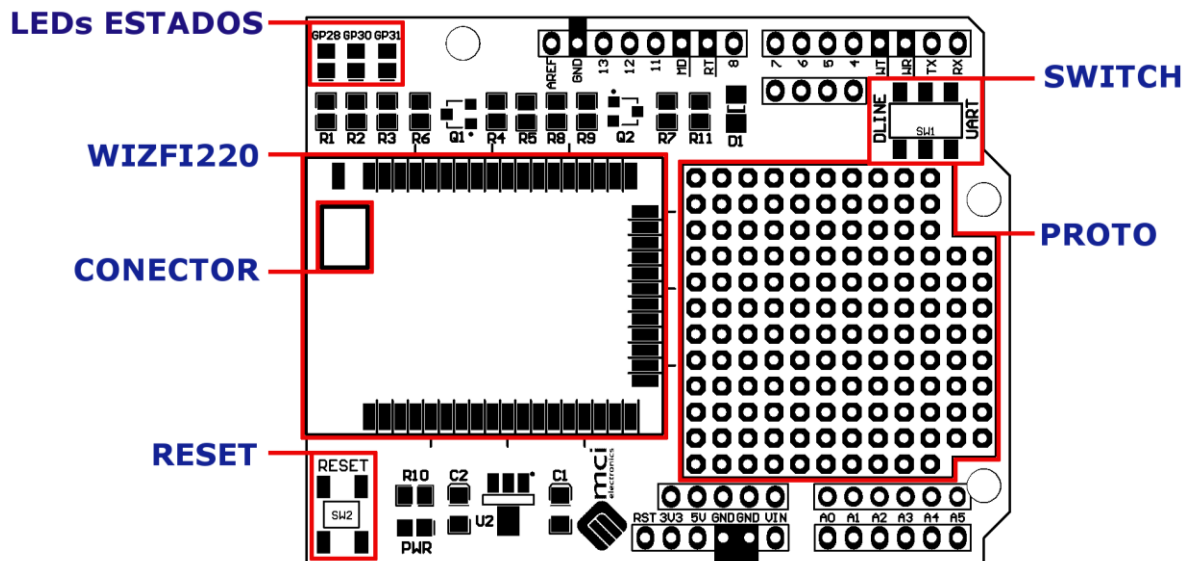 LEDs ESTADOS
GP28 GP30 GP31
AREF GND 13 12 11 MD RT 8
7 6 5 4 WT WR TX RX
SWITCH
DLINE
SW1
UART
R1 R2 R3 R6 Q1 R4 R5 R8 R9 Q2 R7 R11 D1
WIZFI220
CONECTOR
PROTO
RESET
RESET
SW2
R10 C2 C1
U2
PWR
mci
electronics
RST 3V3 5V GND GND VIN
A0 A1 A2 A3 A4 A5